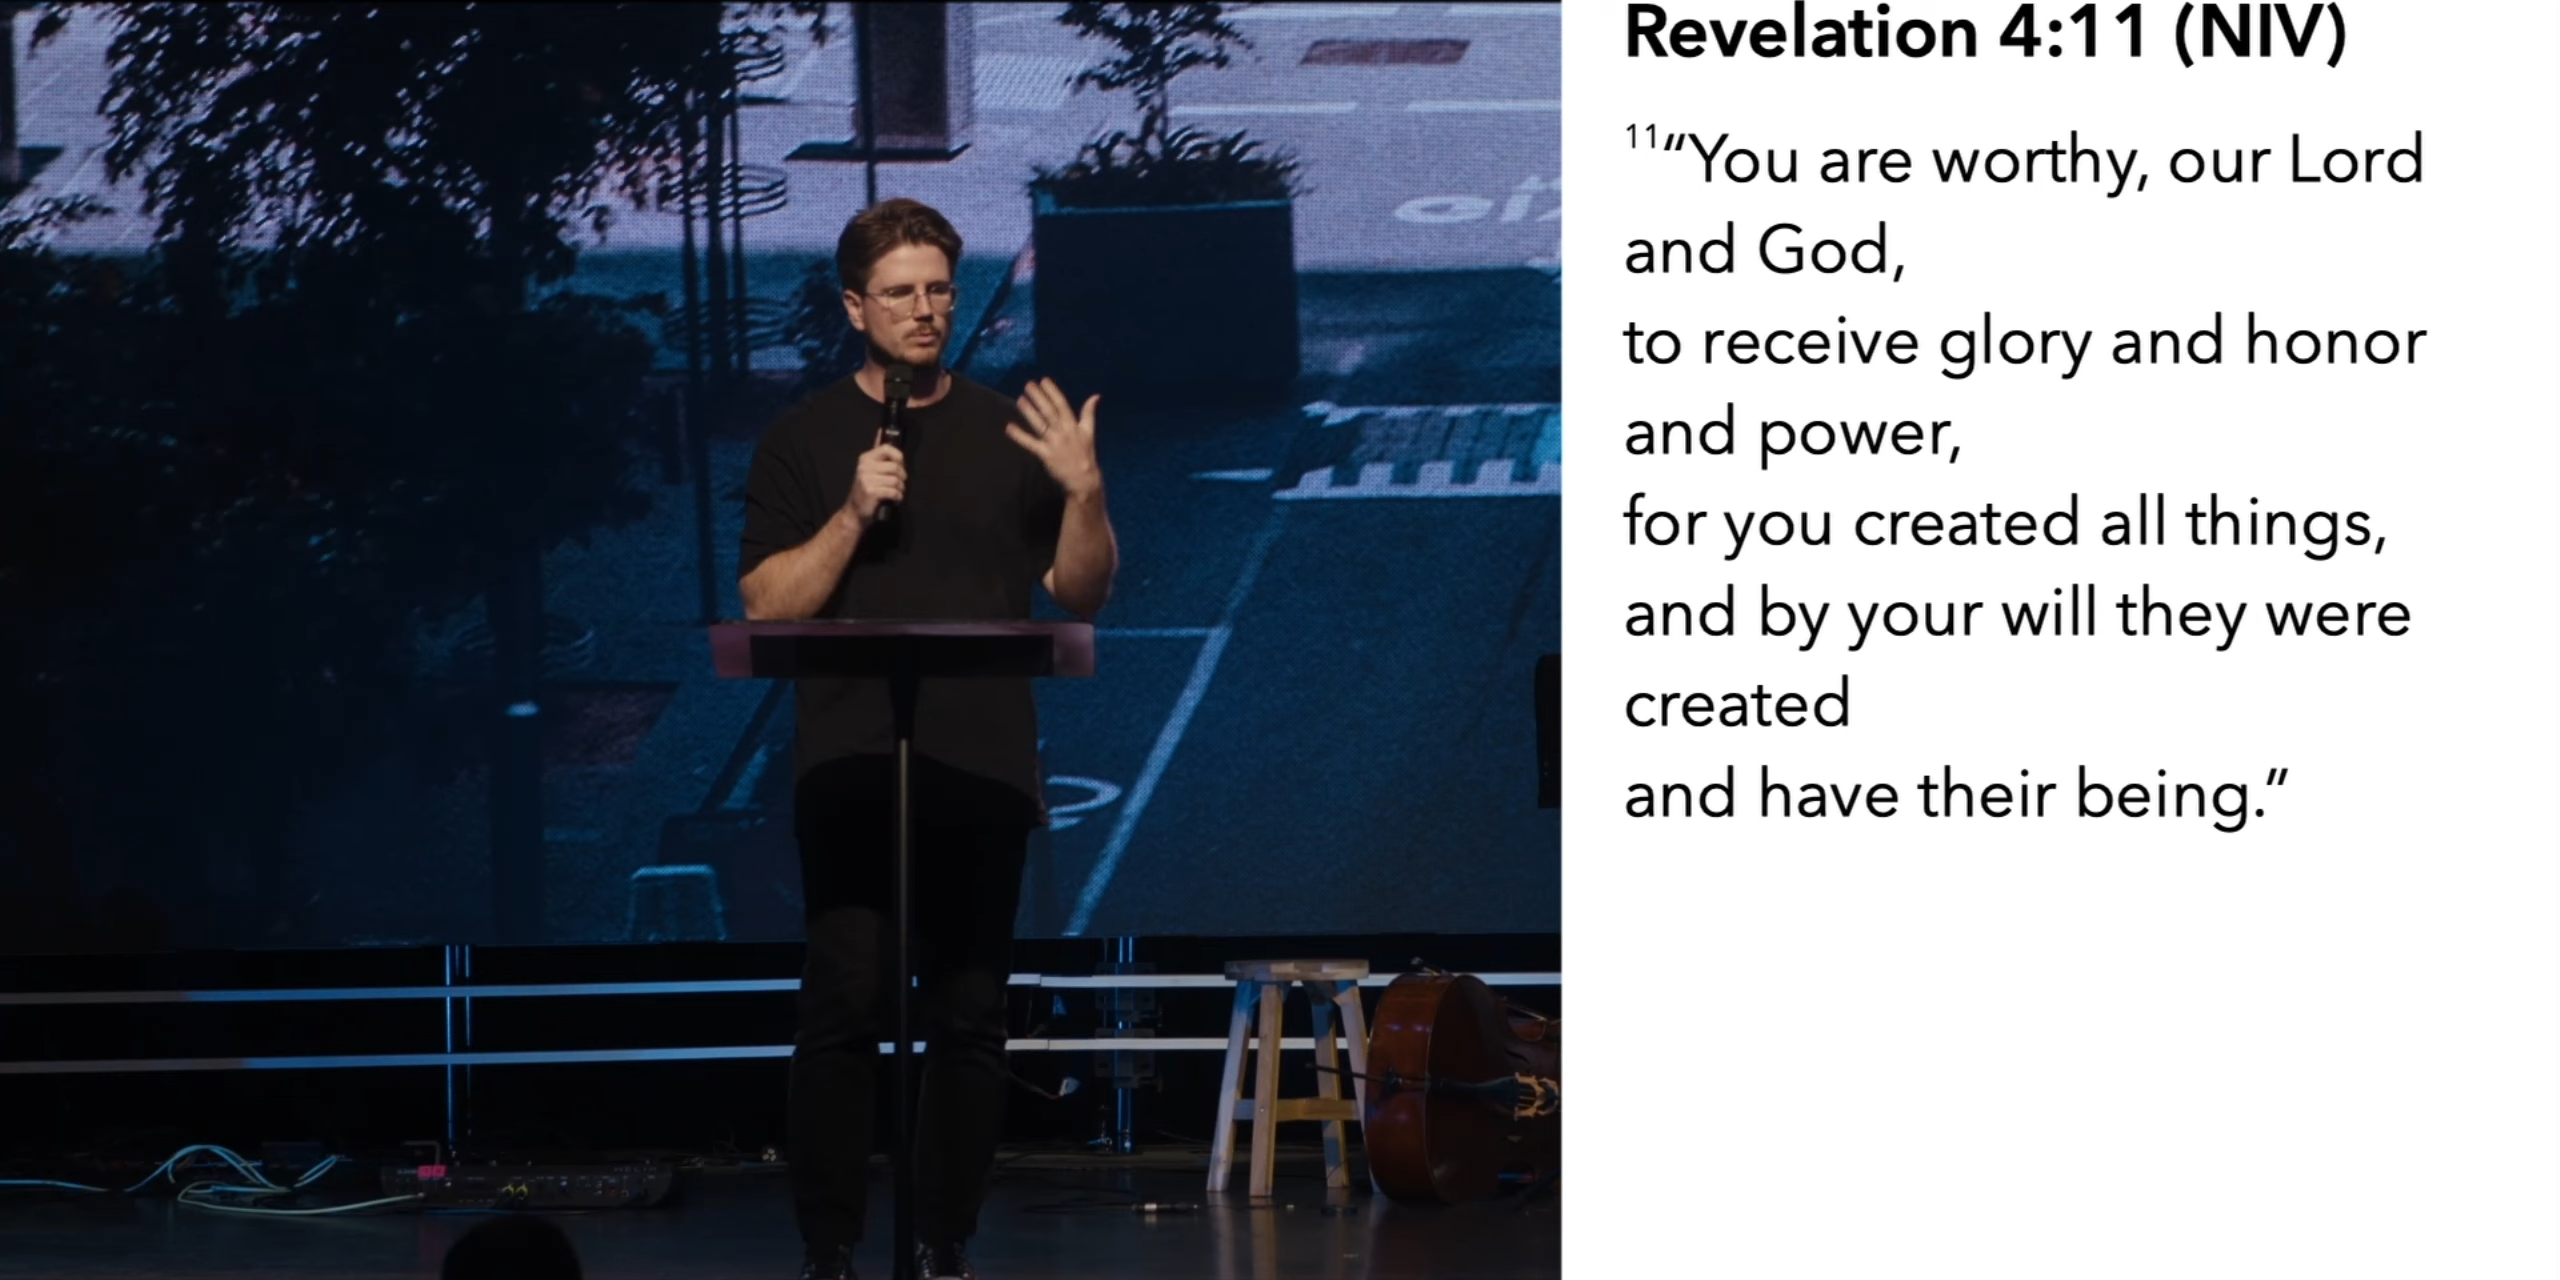 Revelation 4:11 (NIV)
11“You are worthy, our Lord
and God,
to receive glory and honor
and power,
for you created all things,
and by your will they were
created
and have their being.”